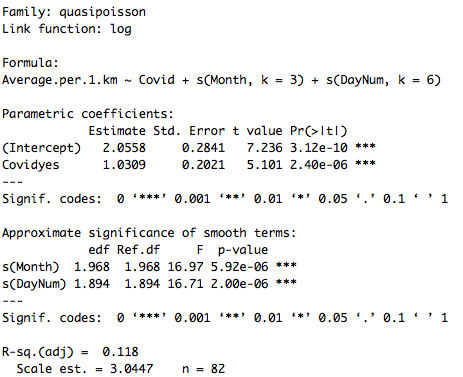 Family: quasipoisson
Link function: log

Formula:
Average.per.1.km ~ Covid + s(Month, k = 3) + s(DayNum, k = 6)

Parametric coefficients:
            Estimate Std. Error t value Pr(>|t|)
(Intercept)   2.0558     0.2841   7.236 3.12e-10 ***
Covidyes      1.0309     0.2021   5.101 2.40e-06 ***
---
Signif. codes:  0 ‘***’ 0.001 ‘**’ 0.01 ‘*’ 0.05 ‘.’ 0.1 ‘ ’ 1

Approximate significance of smooth terms:
            edf Ref.df     F  p-value
s(Month)  1.968  1.968 16.97 5.92e-06 ***
s(DayNum) 1.894  1.894 16.71 2.00e-06 ***
---
Signif. codes:  0 ‘***’ 0.001 ‘**’ 0.01 ‘*’ 0.05 ‘.’ 0.1 ‘ ’ 1

R-sq.(adj) =  0.118
  Scale est. = 3.0447    n = 82